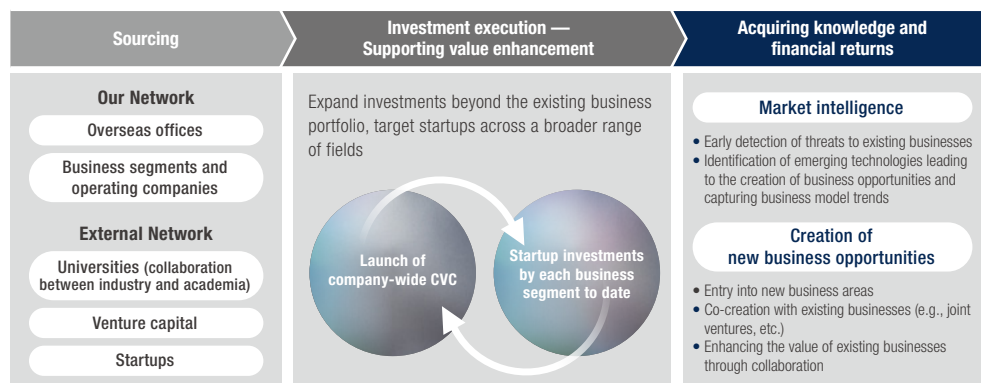 Sourcing
Our Network
Overseas offices
Business segments and
operating companies
External Network
Universities (collaboration
between industry and academia)
Venture capital
Startups
Investment execution —
Supporting value enhancement
Expand investments beyond the existing business
portfolio, target startups across a broader range
of fields
Launch of
company-wide CVC
Startup investments
by each business
segment to date
Acquiring knowledge and
financial returns
Market intelligence
• Early detection of threats to existing businesses
• Identification of emerging technologies leading
to the creation of business opportunities and
capturing business model trends
Creation of
new business opportunities
• Entry into new business areas
• Co-creation with existing businesses (e.g., joint
ventures, etc.)
• Enhancing the value of existing businesses
through collaboration